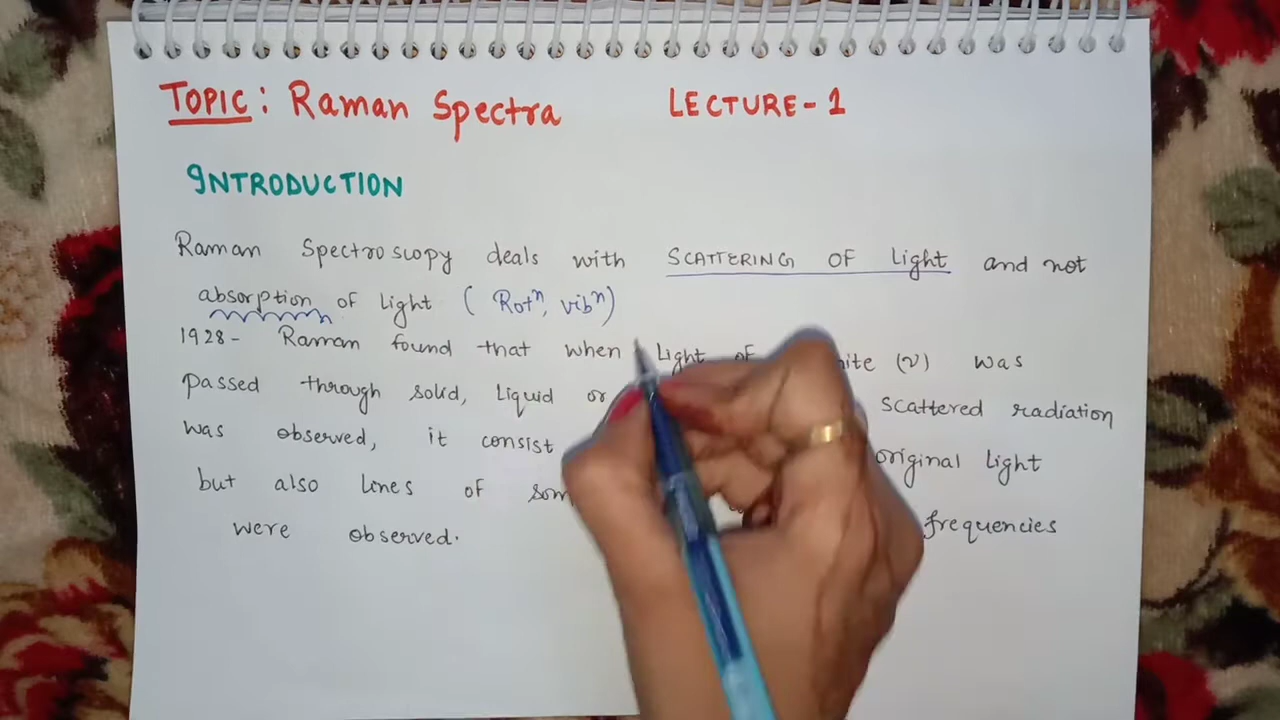 TOPIC: Raman Spectra LECTURE-1
INTRODUCTION
Raman Spectroscopy deals with SCATTERING OF Light and not
absorption of light ( Rotⁿ, vibⁿ)
1928- Raman found that when light of (ν) was
passed through solid, liquid or scattered radiation
was observed, it consist original light
but also lines of frequencies
were observed.